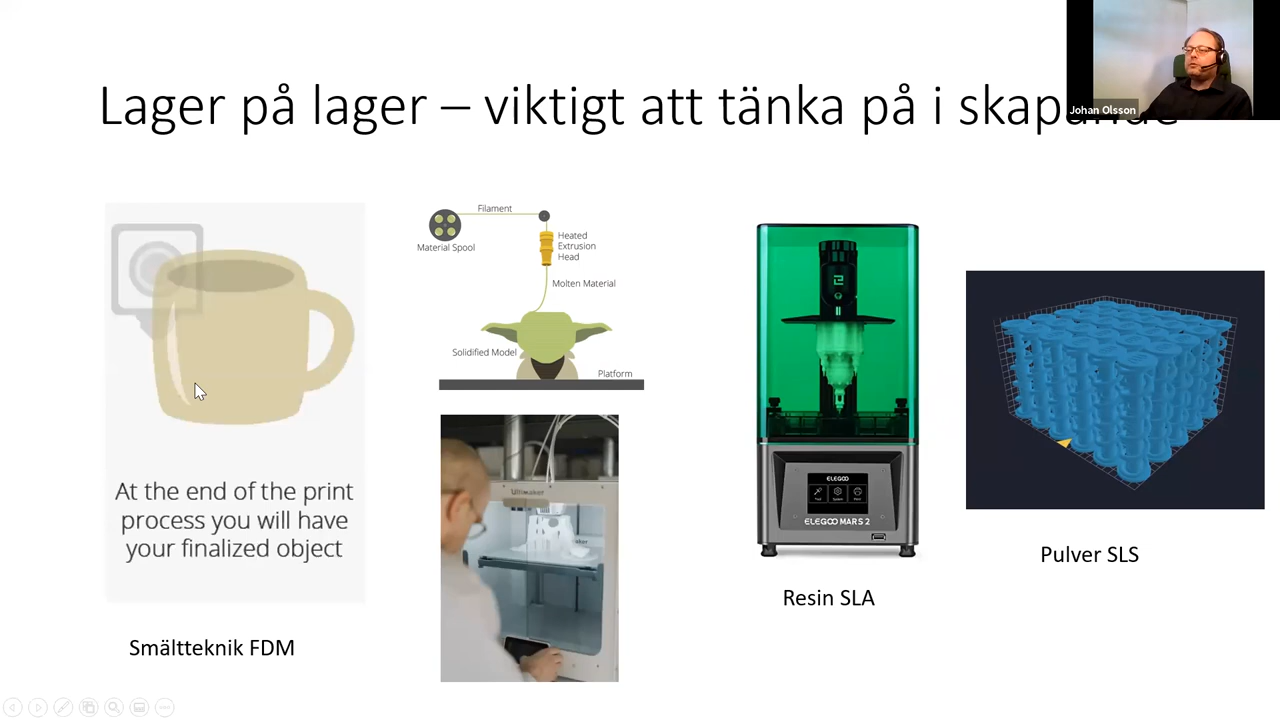 Lager på lager – viktigt att tänka på i skapande
Johan Olsson
Filament
Material Spool
Heated
Extrusion
Head
Molten Material
Solidified Model
Platform
At the end of the print
process you will have
your finalized object
Smältteknik FDM
Ultimaker
ELEGOO
ELEGOO MARS 2
Resin SLA
Pulver SLS